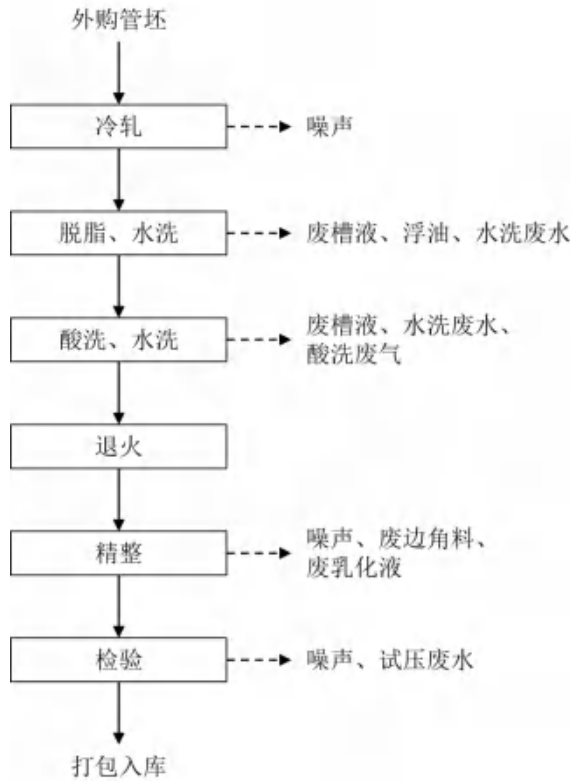 外购管坯
冷轧
噪声
脱脂、水洗
废槽液、浮油、水洗废水
酸洗、水洗
废槽液、水洗废水、
酸洗废气
退火
精整
噪声、废边角料、
废乳化液
检验
噪声、试压废水
打包入库